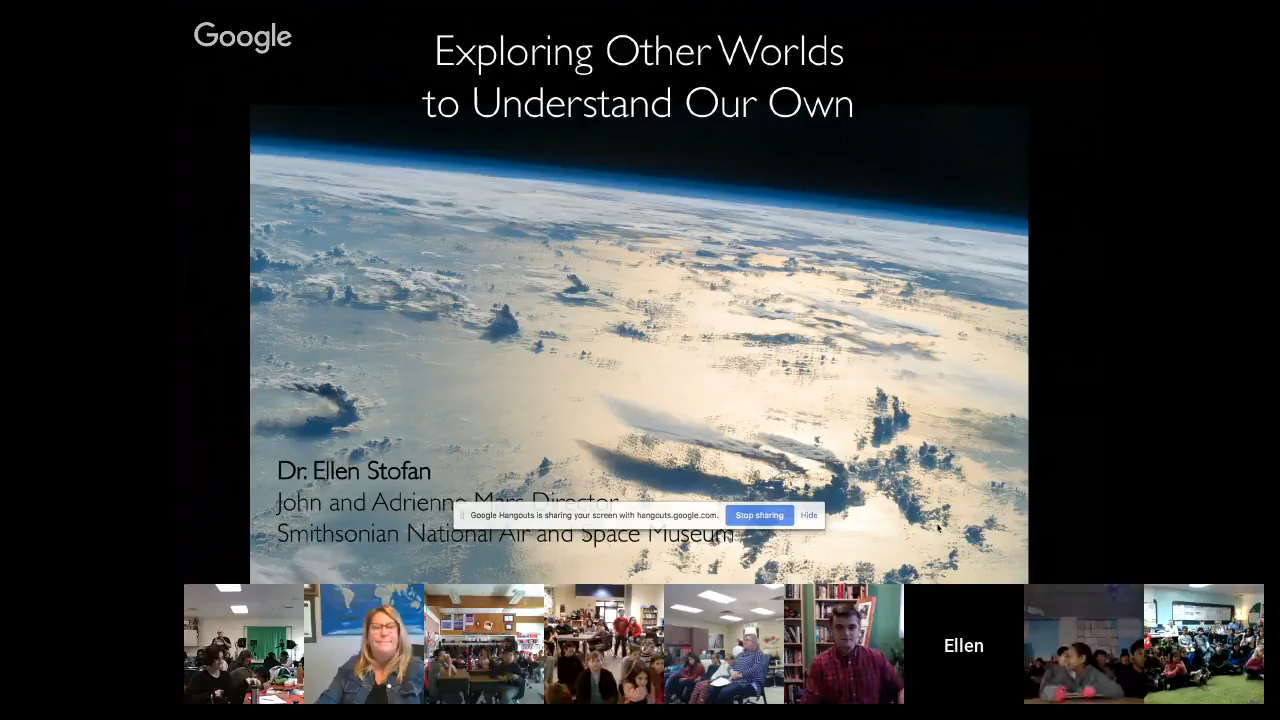 Google
Exploring Other Worlds
to Understand Our Own
Dr. Ellen Stofan
John and Adrienne Mars Director
Google Hangouts is sharing your screen with hangouts.google.com. Stop sharing Hide
Smithsonian National Air and Space Museum
Ellen